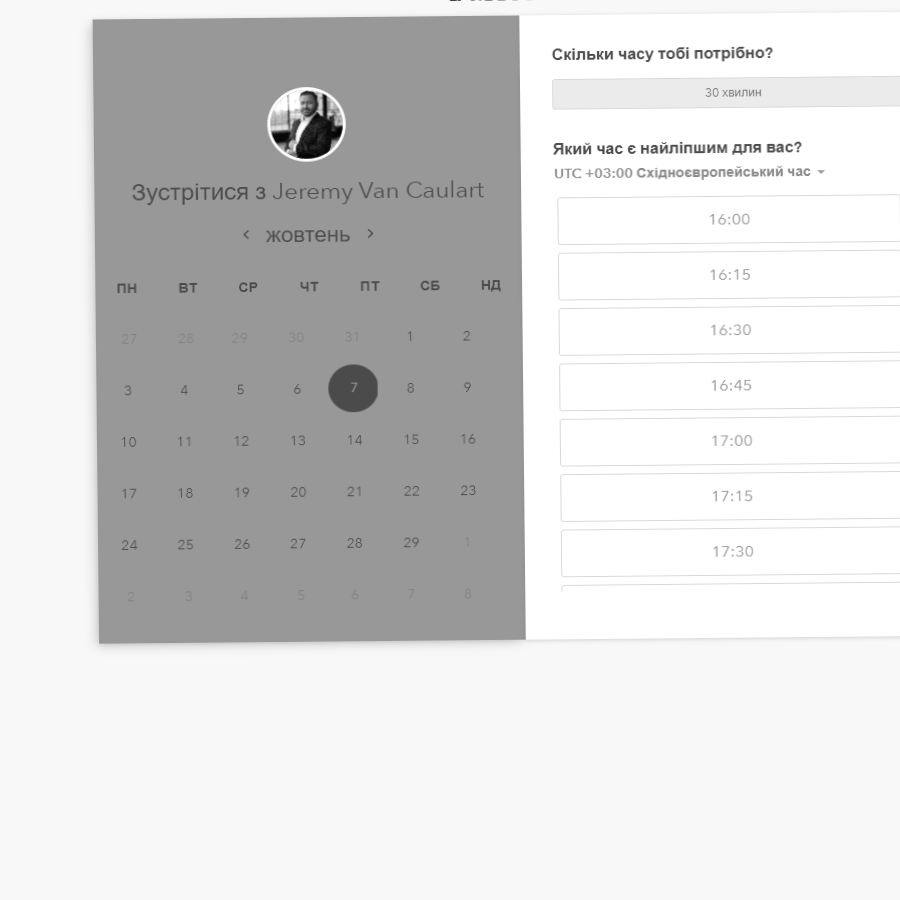 Зустрітися з Jeremy Van Caulart
жовтень
ПН ВТ СР ЧТ ПТ СБ НД
27 28 29 30 31 1 2
3 4 5 6 7 8 9
10 11 12 13 14 15 16
17 18 19 20 21 22 23
24 25 26 27 28 29 1
2 3 4 5 6 7 8
Скільки часу тобі потрібно?
30 хвилин
Який час є найліпшим для вас?
UTC +03:00 Східноєвропейський час
16:00
16:15
16:30
16:45
17:00
17:15
17:30